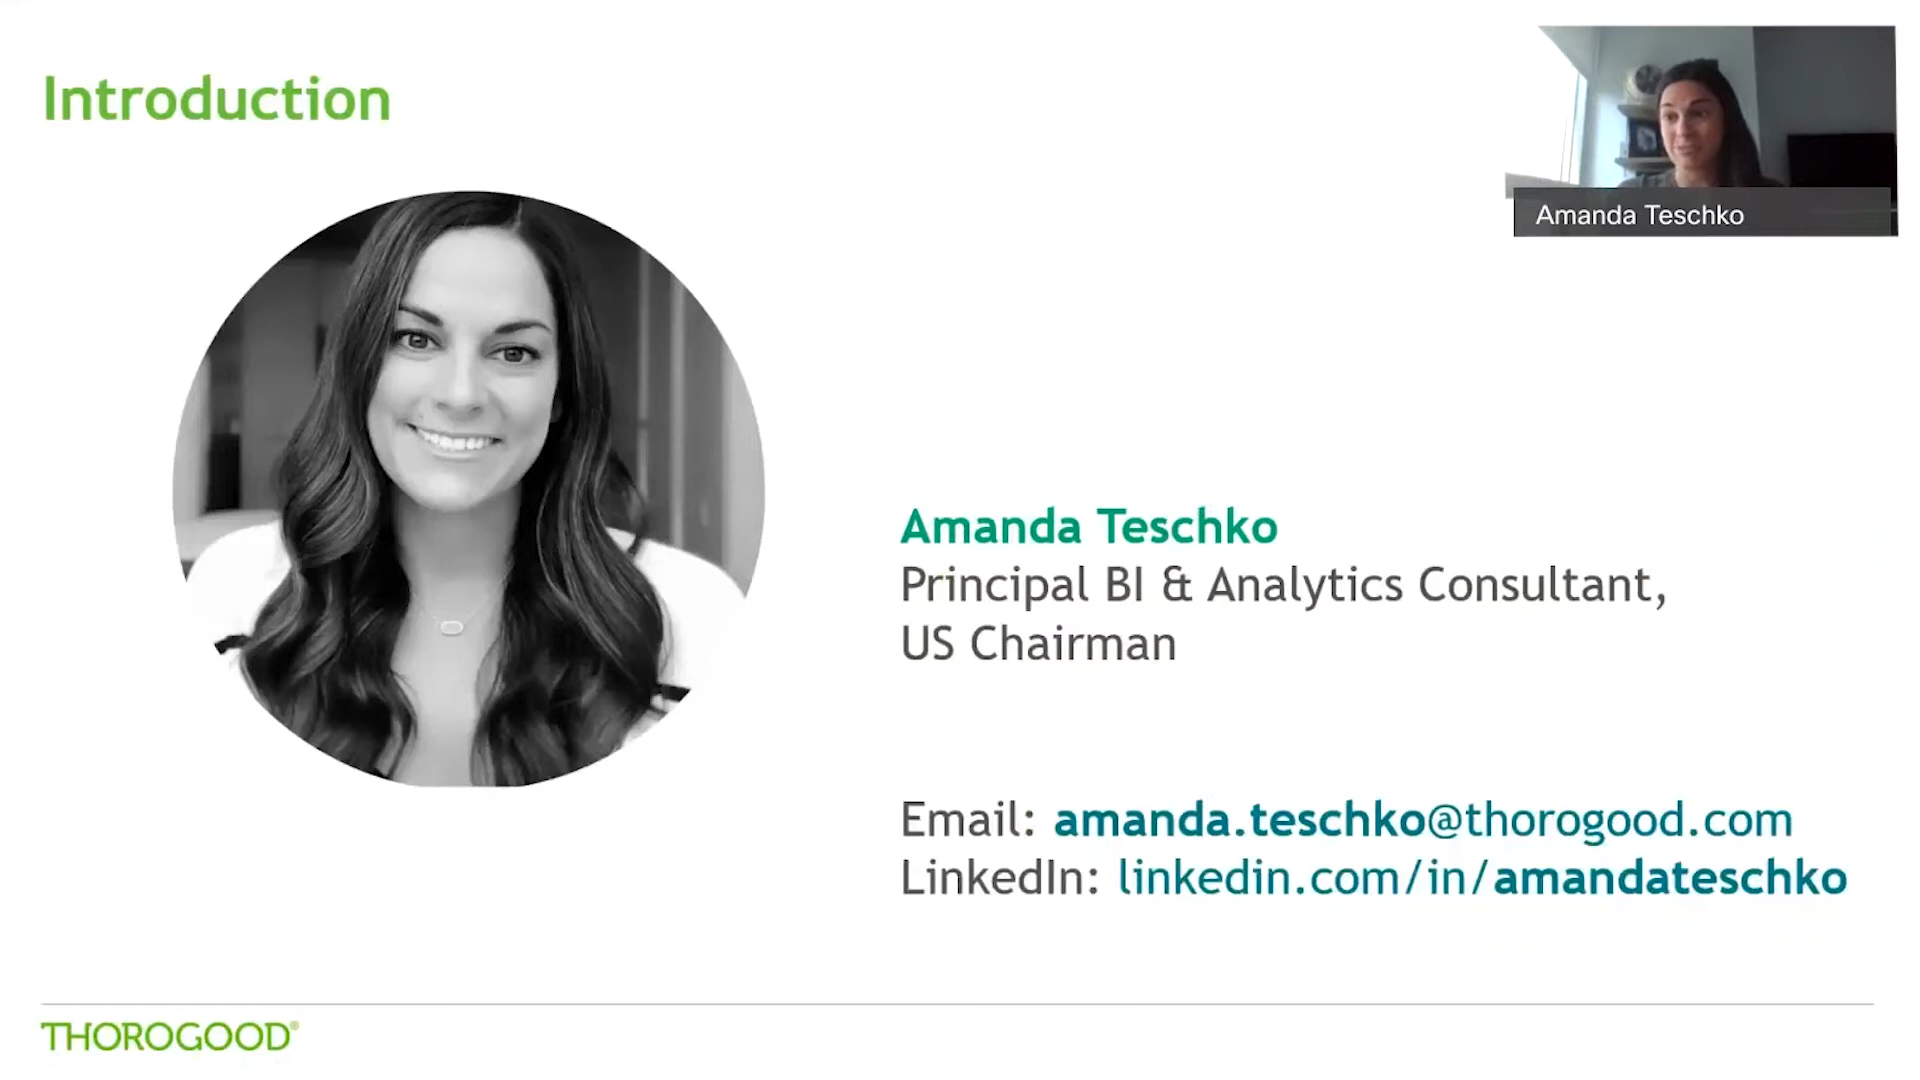 Introduction
Amanda Teschko
Amanda Teschko
Principal BI & Analytics Consultant,
US Chairman
Email: amanda.teschko@thorogood.com
LinkedIn: linkedin.com/in/amandateschko
THOROGOOD®